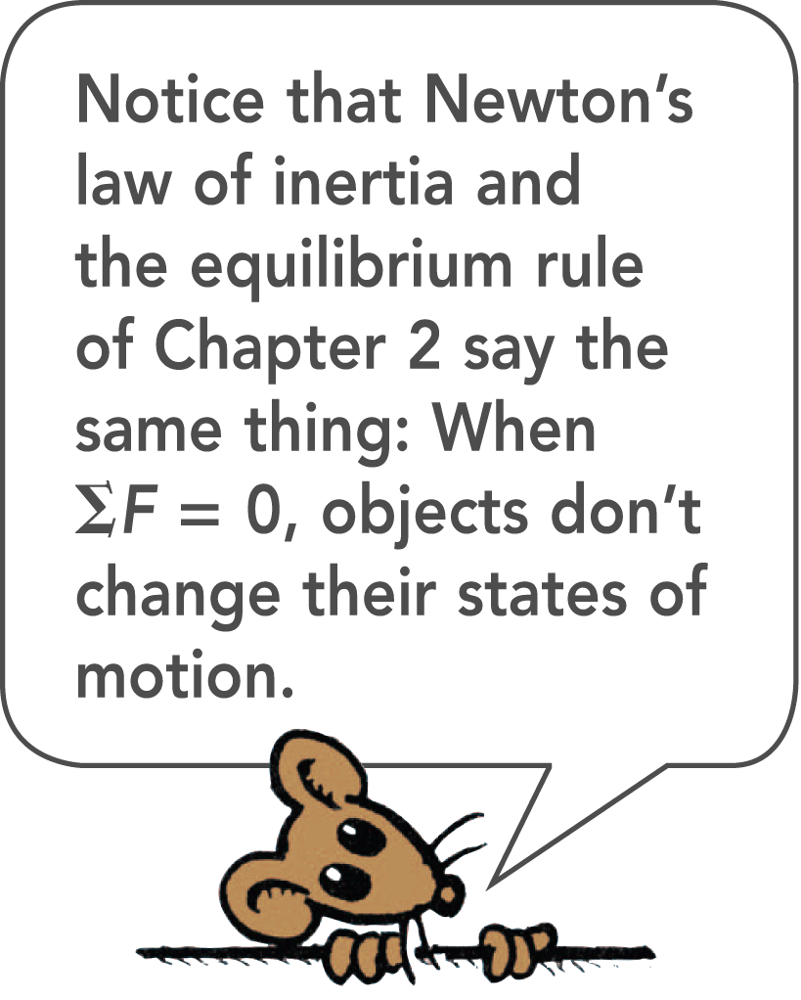 Notice that Newton’s
law of inertia and
the equilibrium rule
of Chapter 2 say the
same thing: When
ΣF = 0, objects don’t
change their states of
motion.